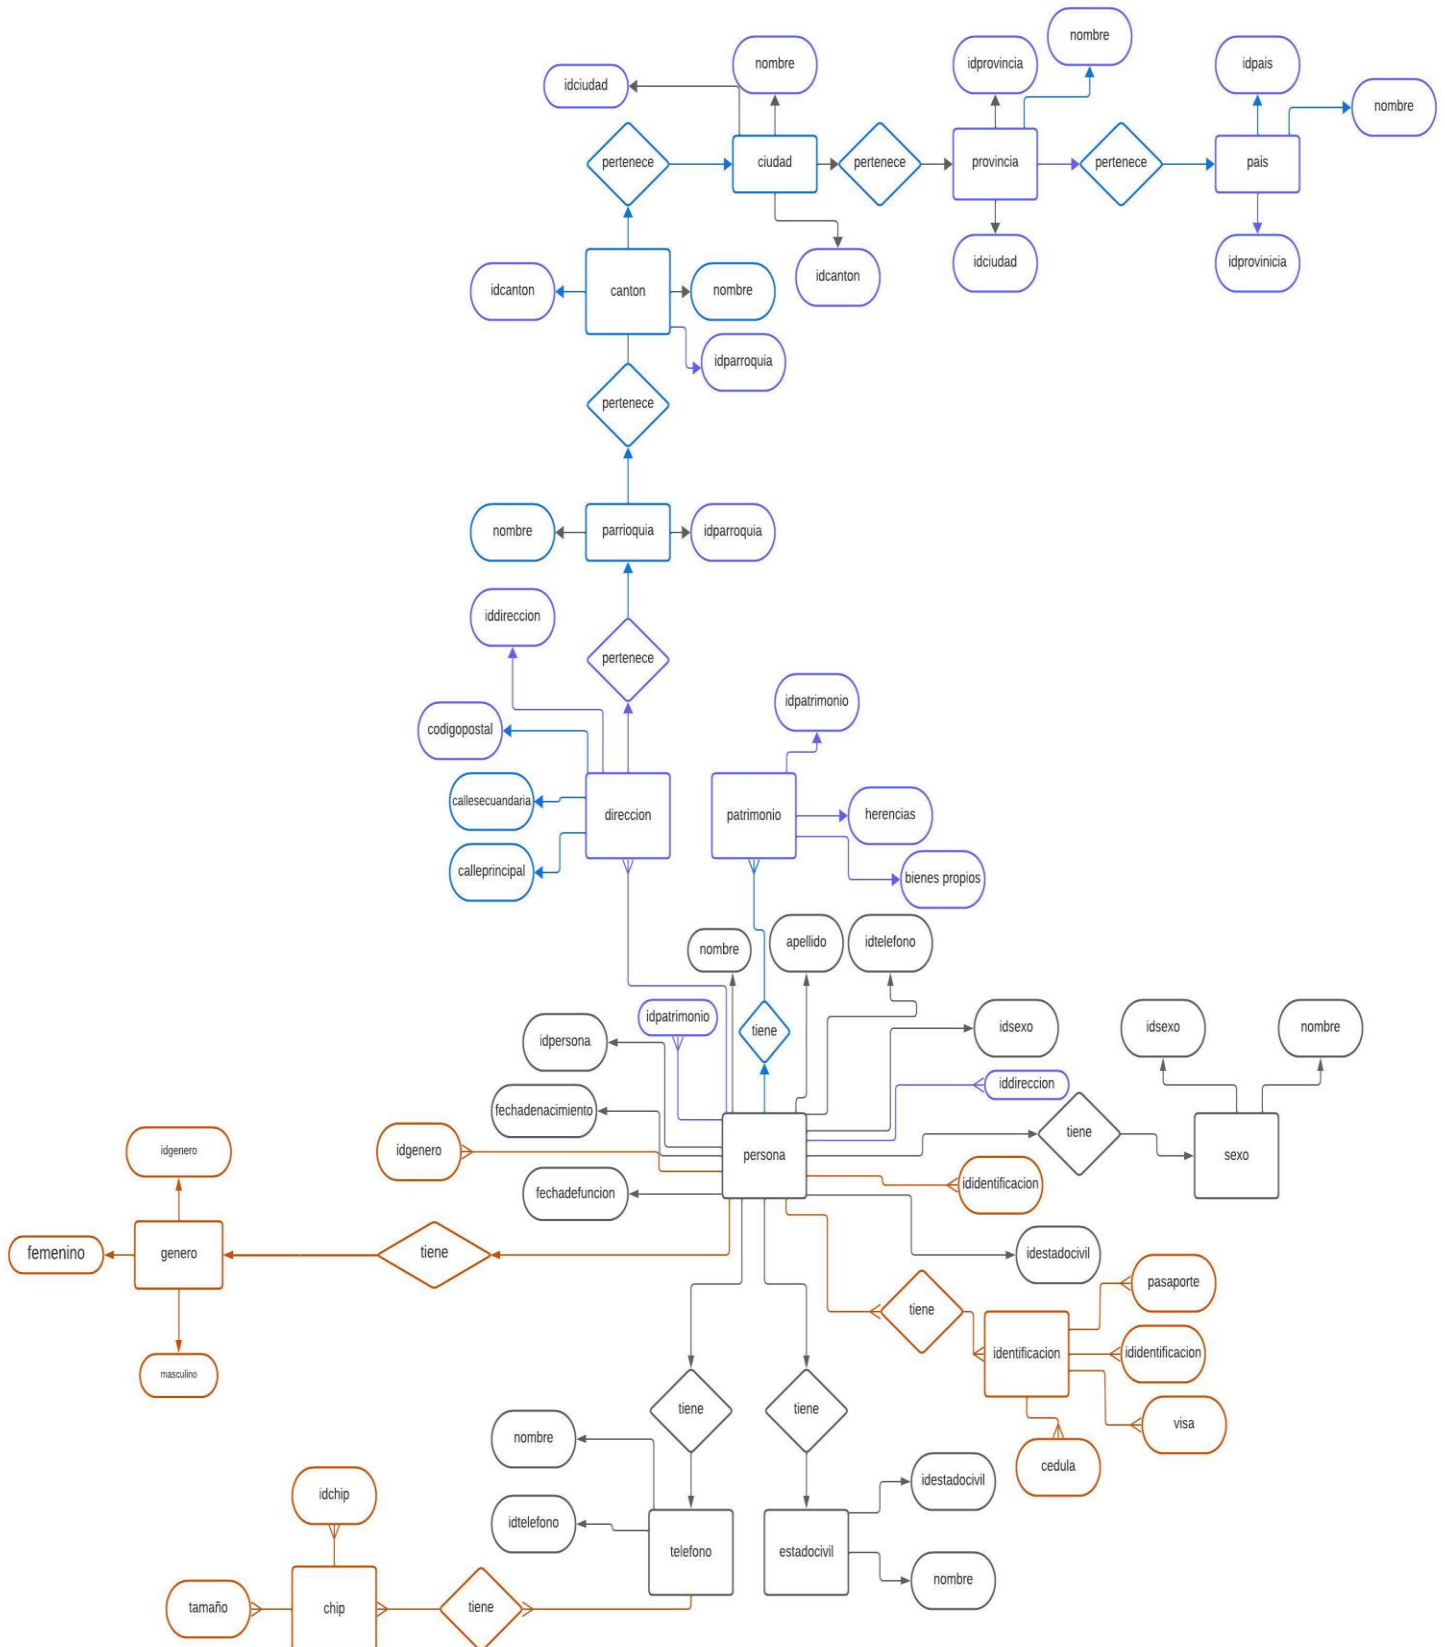 nombre
idciudad
nombre
idprovincia
idpais
nombre
pertenece
ciudad
pertenece
provincia
pertenece
pais
idcanton
canton
nombre
idcanton
idciudad
idprovinicia
idparroquia
pertenece
nombre
parrioquia
idparroquia
iddireccion
pertenece
codigopostal
idpatrimonio
callesecuandaria
direccion
patrimonio
herencias
calleprincipal
bienes propios
nombre
apellido
idtelefono
idpatrimonio
tiene
idsexo
idsexo
nombre
idpersona
iddireccion
fechadenacimiento
tiene
idgenero
idgenero
persona
sexo
fechadefuncion
ididentificacion
femenino
genero
tiene
idestadocivil
pasaporte
tiene
identificacion
ididentificacion
masculino
tiene
tiene
visa
nombre
cedula
idchip
idtelefono
idestadocivil
telefono
estadocivil
nombre
tamaño
chip
tiene